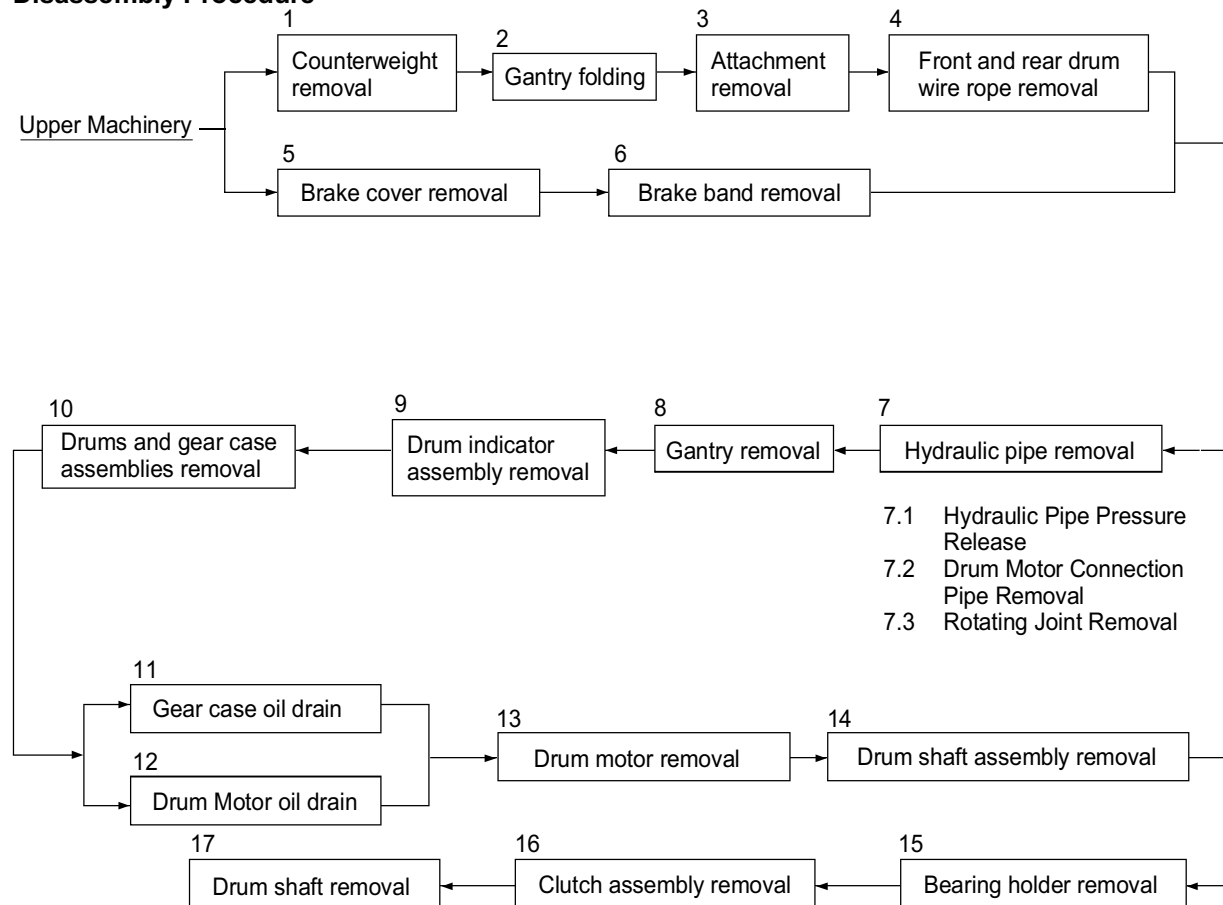 Disassembly Procedure
1
Counterweight
removal
2
Gantry folding
3
Attachment
removal
4
Front and rear drum
wire rope removal
Upper Machinery
5
Brake cover removal
6
Brake band removal
10
Drums and gear case
assemblies removal
9
Drum indicator
assembly removal
8
Gantry removal
7
Hydraulic pipe removal
7.1 Hydraulic Pipe Pressure
Release
7.2 Drum Motor Connection
Pipe Removal
7.3 Rotating Joint Removal
11
Gear case oil drain
12
Drum Motor oil drain
13
Drum motor removal
14
Drum shaft assembly removal
17
Drum shaft removal
16
Clutch assembly removal
15
Bearing holder removal